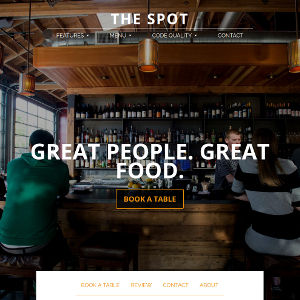 THE SPOT
FEATURES MENU CODE QUALITY CONTACT
GREAT PEOPLE. GREAT
FOOD.
BOOK A TABLE
BOOK A TABLE REVIEW CONTACT ABOUT